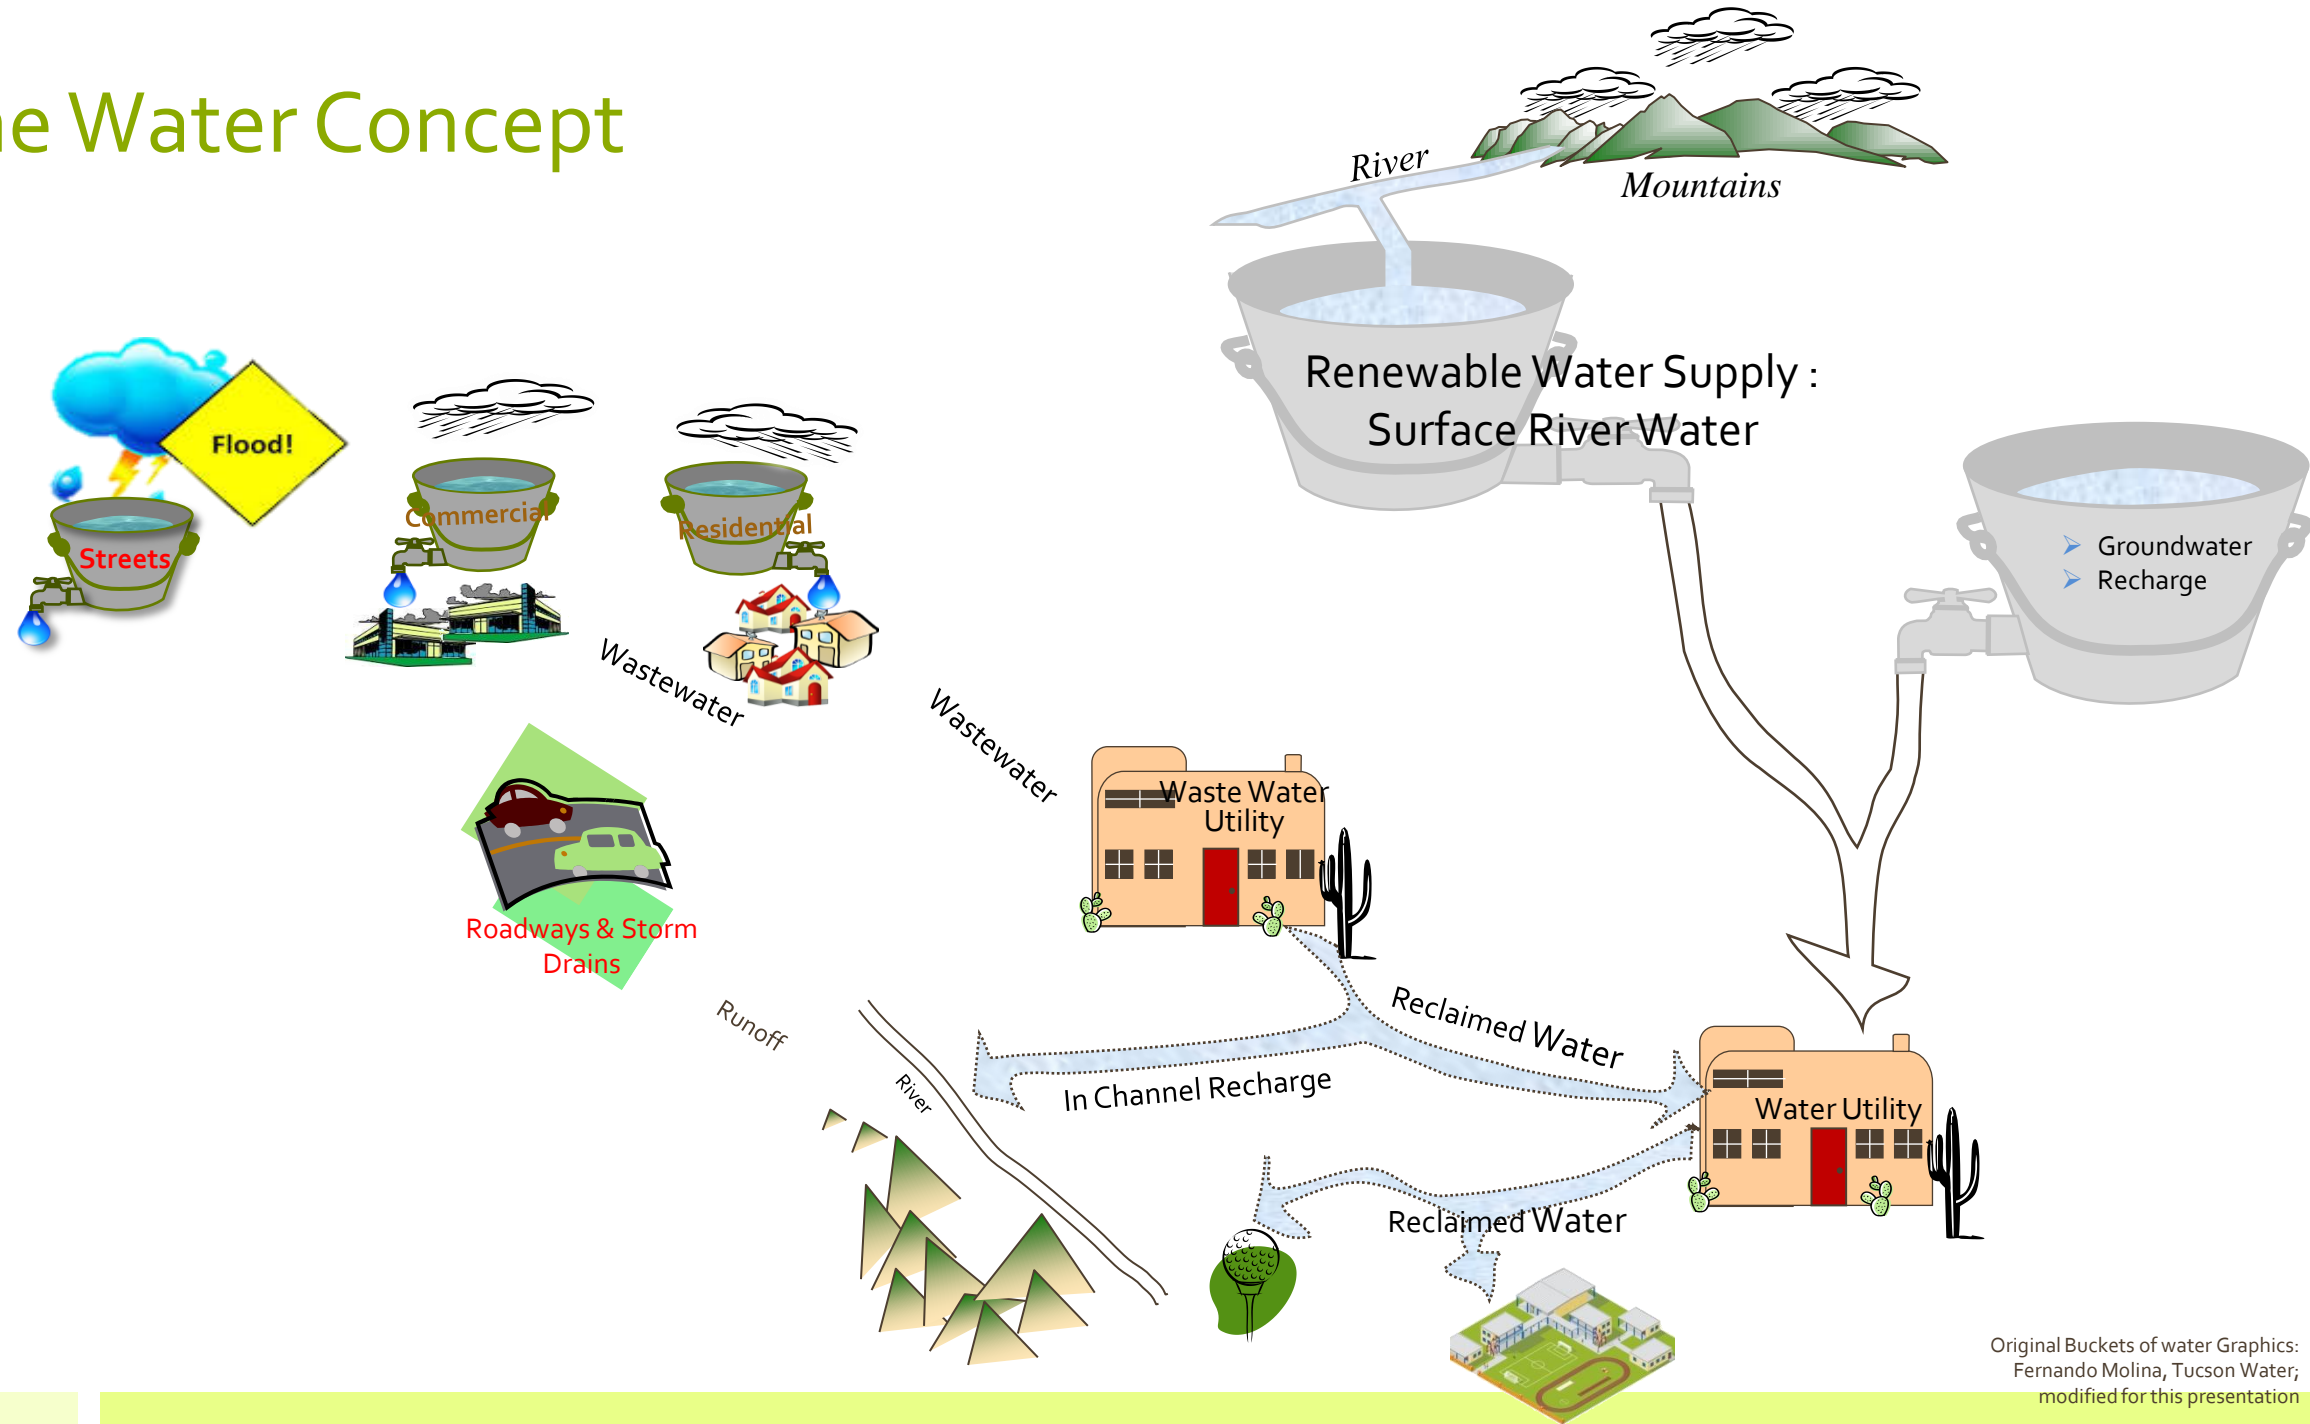 Water Concept
River
Mountains
Renewable Water Supply :
Surface River Water
Flood!
Streets
Commercial
Residential
➢ Groundwater
➢ Recharge
Wastewater
Wastewater
Waste Water
Utility
Roadways & Storm
Drains
Runoff
River
In Channel Recharge
Reclaimed Water
Water Utility
Reclaimed Water
Original Buckets of water Graphics:
Fernando Molina, Tucson Water;
modified for this presentation